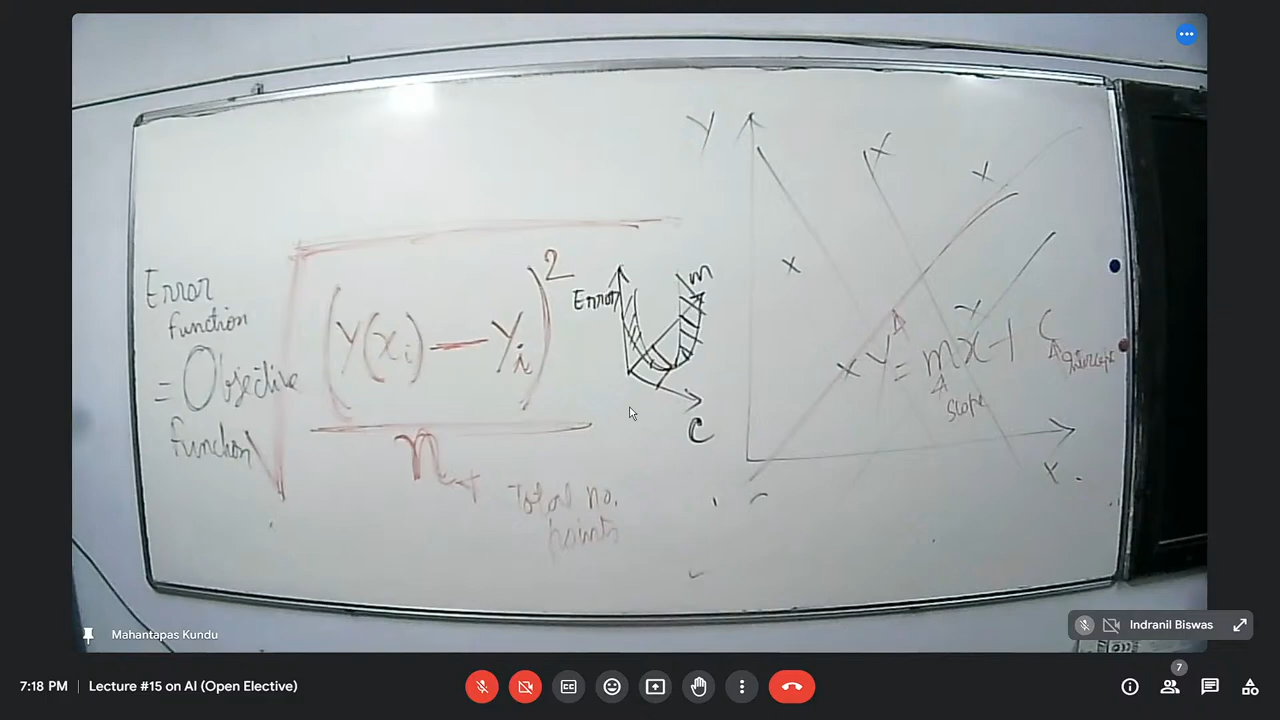 Error
function
= Objective
function
(Y(xi) — Yi)²
n
Total no.
points
Error
m
C
Y
X
Y = mx + C
slope
Intercept
Mahantapas Kundu
Indranil Biswas
7:18 PM | Lecture #15 on AI (Open Elective)
7